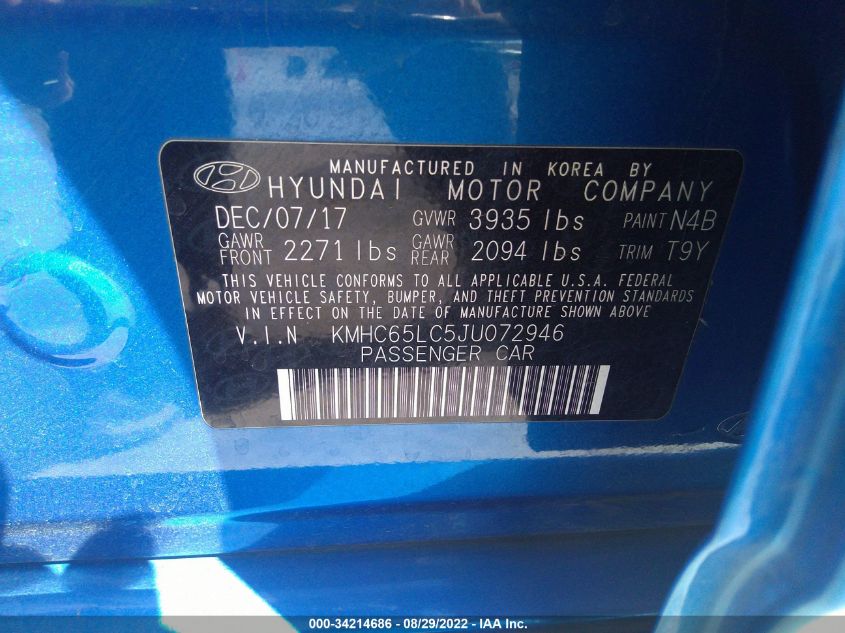 MANUFACTURED IN KOREA BY
HYUNDAI MOTOR COMPANY
DEC/07/17 GVWR 3935 lbs PAINT N4B
GAWR FRONT 2271 lbs GAWR REAR 2094 lbs TRIM T9Y
THIS VEHICLE CONFORMS TO ALL APPLICABLE U.S.A. FEDERAL
MOTOR VEHICLE SAFETY, BUMPER, AND THEFT PREVENTION STANDARDS
IN EFFECT ON THE DATE OF MANUFACTURE SHOWN ABOVE
V.I.N KMHC65LC5JU072946
PASSENGER CAR
000-34214686 - 08/29/2022 - IAA Inc.